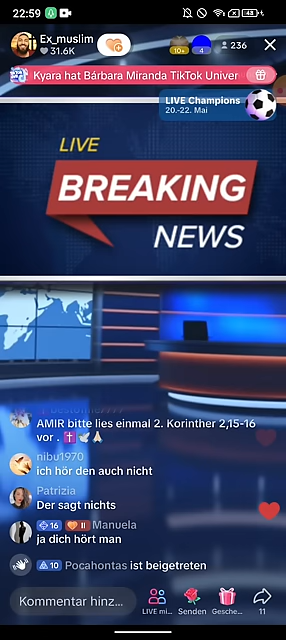 22:59
48
Ex_muslim
31.6K
10+
4
236
Kyara hat Bárbara Miranda TikTok Univer
LIVE Champions
20.-22. Mai
LIVE
BREAKING
NEWS
AMIR bitte lies einmal 2. Korinther 2,15-16
vor . ✝️🕊️🙏🏻
nibu1970
ich hör den auch nicht
Patrizia
Der sagt nichts
16 II Manuela
ja dich hört man
10 Pocahontas ist beigetreten
Kommentar hinz...
LIVE mi...
Senden
Gesche...
11